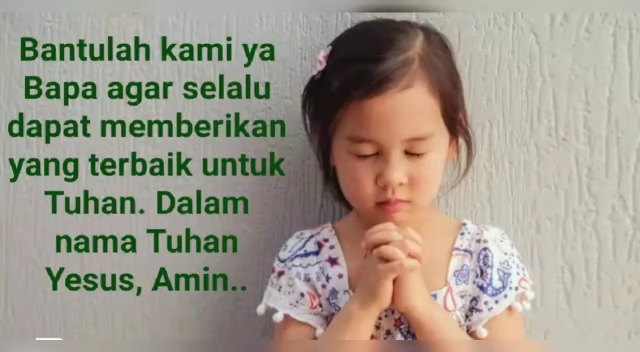 Bantulah kami ya
Bapa agar selalu
dapat memberikan
yang terbaik untuk
Tuhan. Dalam
nama Tuhan
Yesus, Amin..